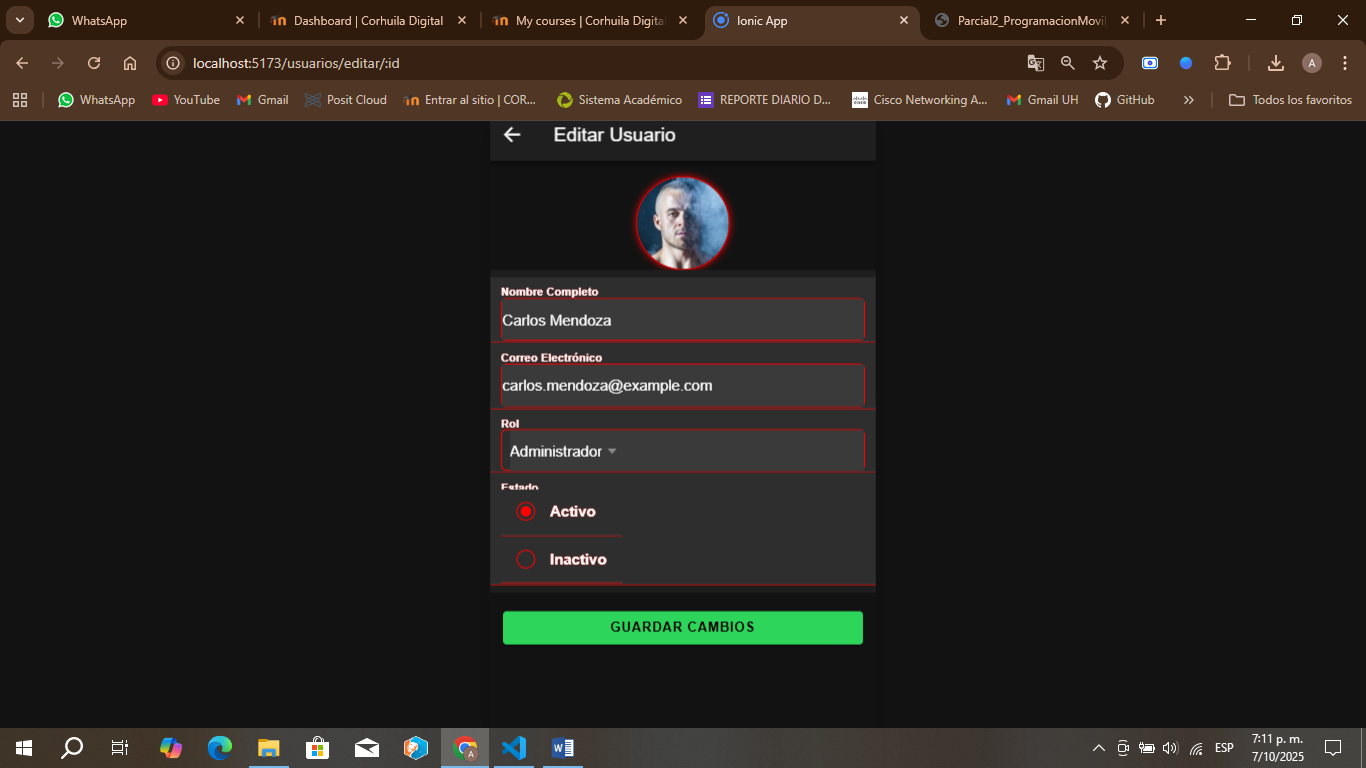 WhatsApp
Dashboard | Corhuila Digital
My courses | Corhuila Digital
Ionic App
Parcial2_ProgramacionMovil
localhost:5173/usuarios/editar/:id
A
WhatsApp
YouTube
Gmail
Posit Cloud
Entrar al sitio | COR...
Sistema Académico
REPORTE DIARIO D...
Cisco Networking A...
Gmail UH
GitHub
Todos los favoritos
Editar Usuario
Nombre Completo
Carlos Mendoza
Correo Electrónico
carlos.mendoza@example.com
Rol
Administrador
Estado
Activo
Inactivo
GUARDAR CAMBIOS
ESP
7:11 p. m.
7/10/2025